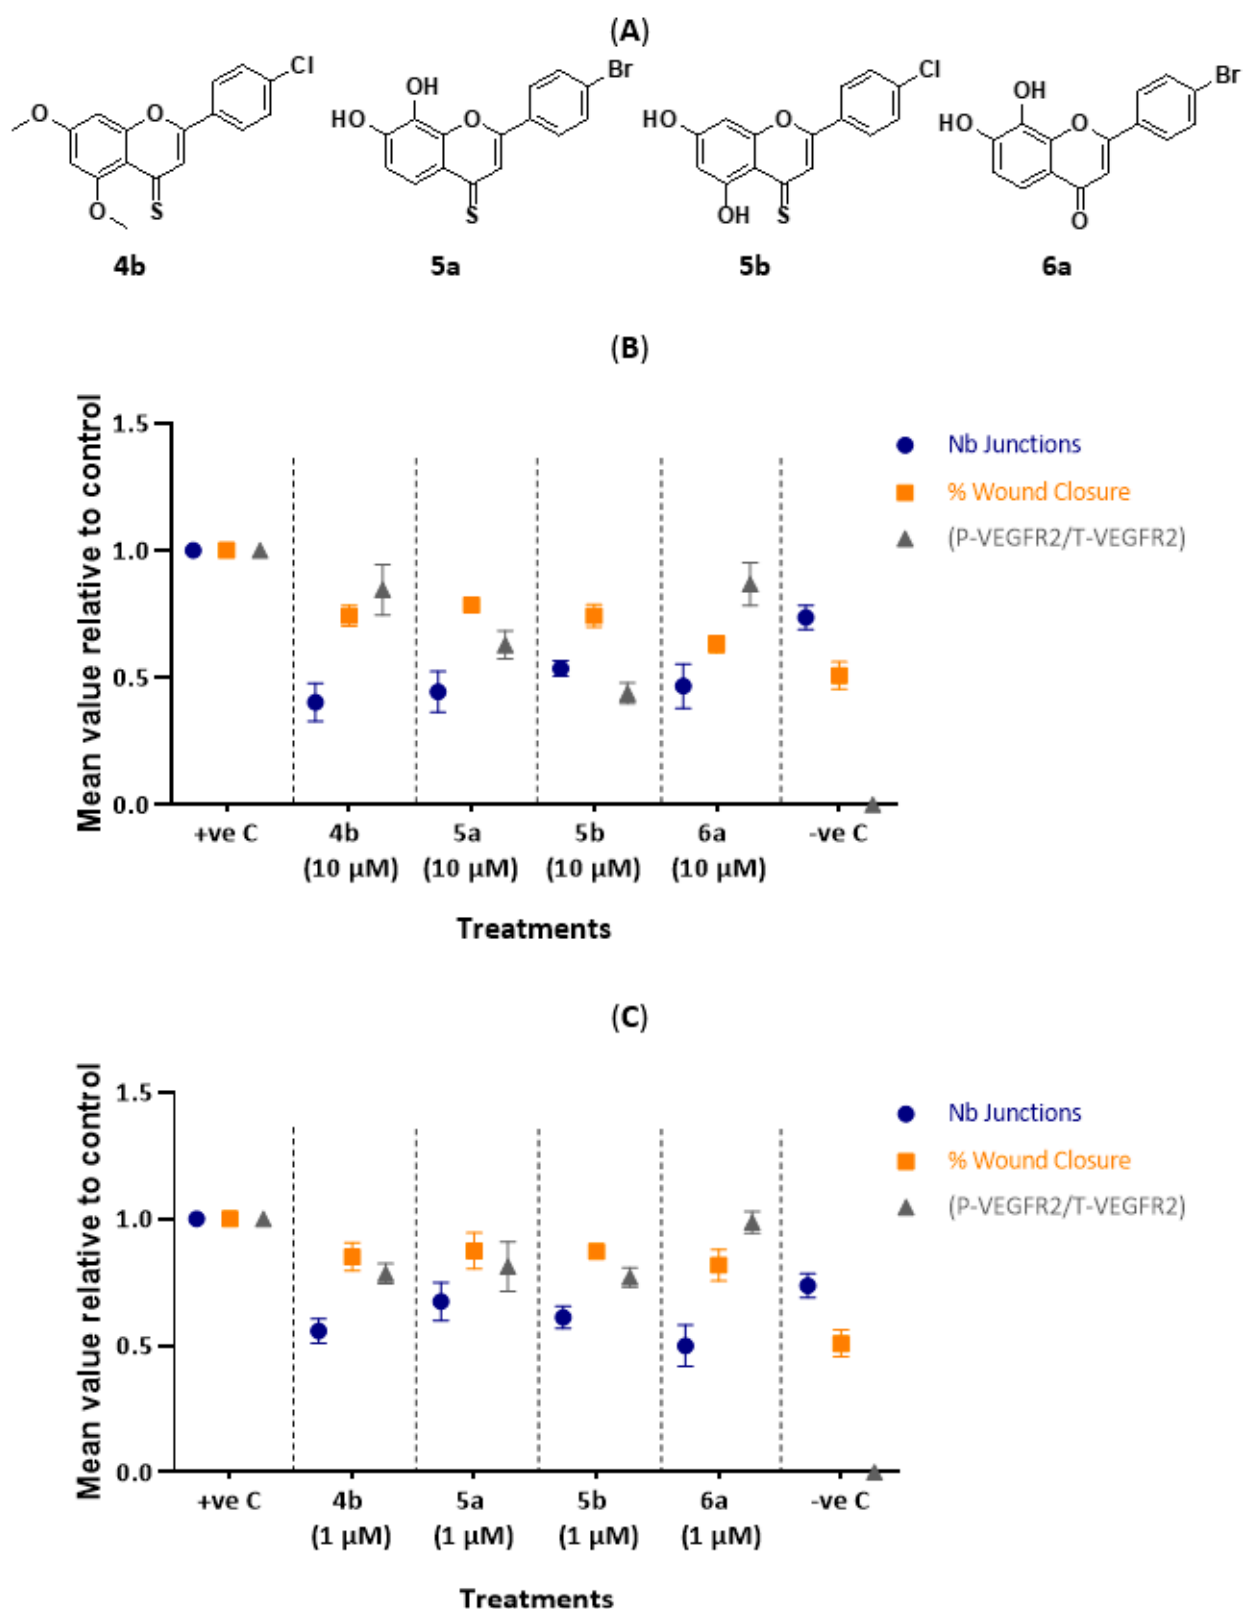 (A)
Cl
O
O
O
S
4b
OH
HO
O
Br
S
5a
HO
O
Cl
OH
S
5b
OH
HO
O
Br
O
6a
(B)
Mean value relative to control
1.5
1.0
0.5
0.0
Nb Junctions
% Wound Closure
(P-VEGFR2/T-VEGFR2)
+ve C
4b
(10 µM)
5a
(10 µM)
5b
(10 µM)
6a
(10 µM)
-ve C
Treatments
(C)
Mean value relative to control
1.5
1.0
0.5
0.0
Nb Junctions
% Wound Closure
(P-VEGFR2/T-VEGFR2)
+ve C
4b
(1 µM)
5a
(1 µM)
5b
(1 µM)
6a
(1 µM)
-ve C
Treatments